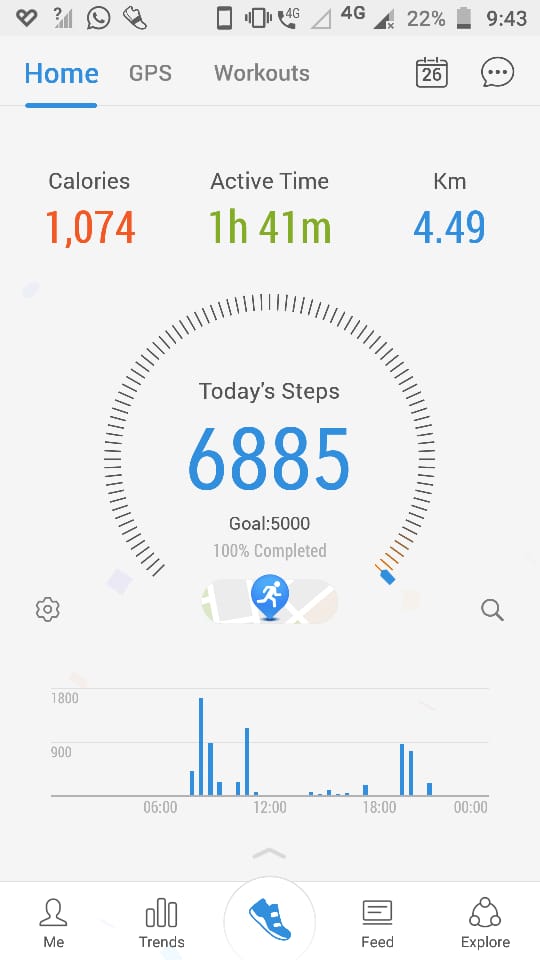 ? 4G 4G 22% 9:43
Home GPS Workouts 26
Calories Active Time Km
1,074 1h 41m 4.49
Today's Steps
6885
Goal:5000
100% Completed
1800
900
06:00 12:00 18:00 00:00
Me Trends Feed Explore